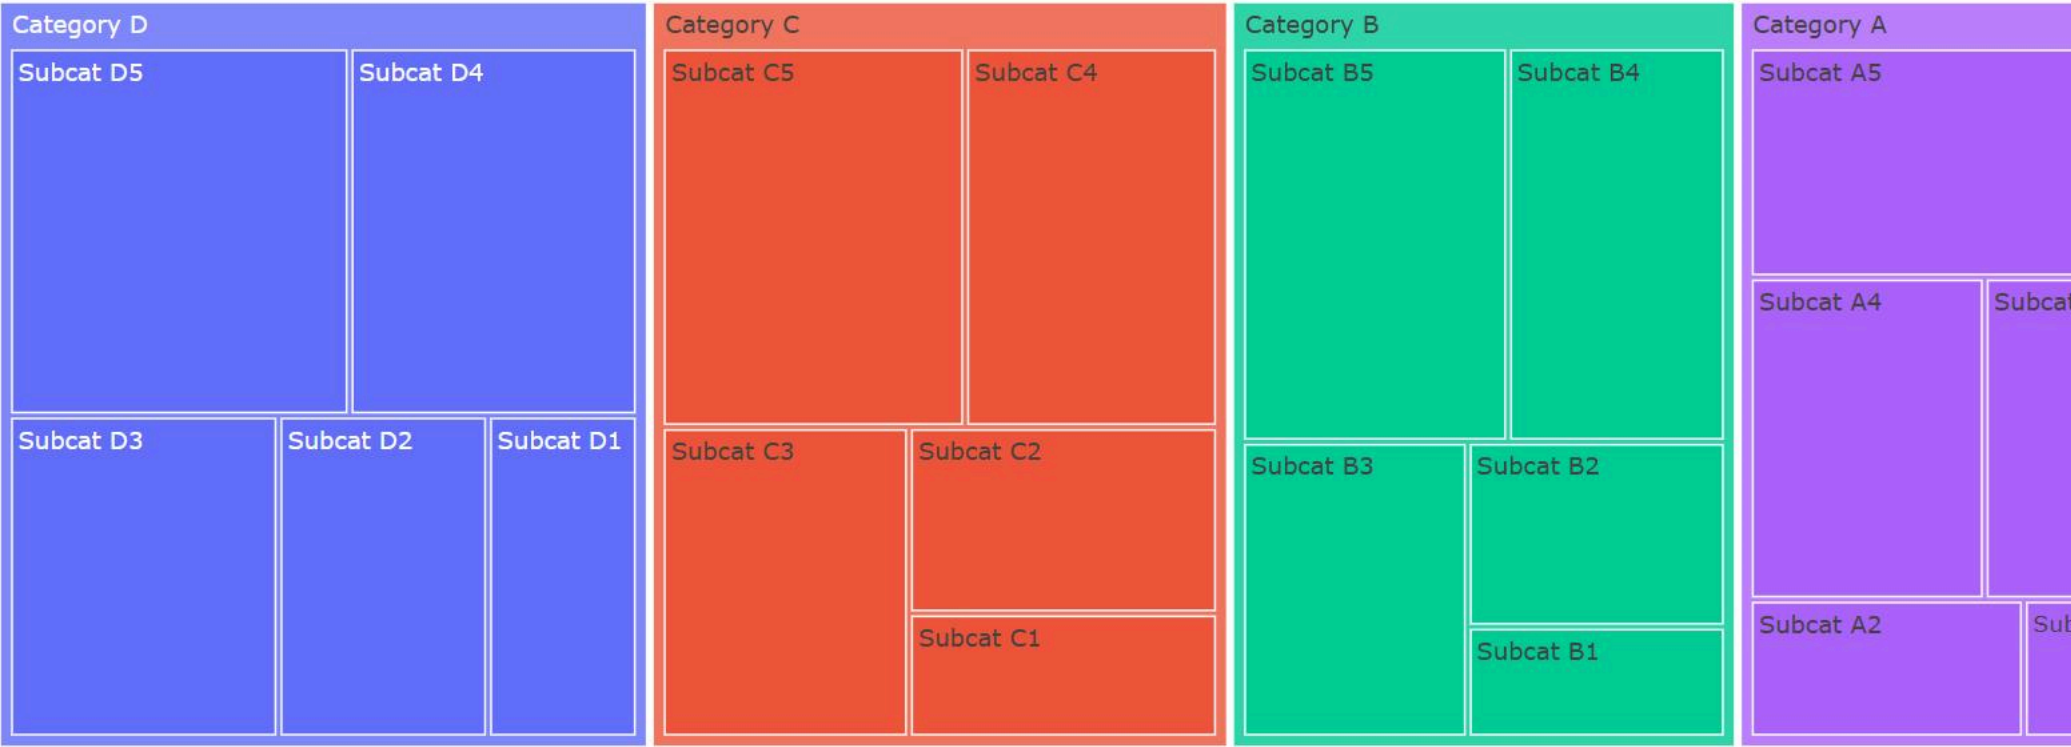 Category D
Subcat D5
Subcat D4
Subcat D3
Subcat D2
Subcat D1
Category C
Subcat C5
Subcat C4
Subcat C3
Subcat C2
Subcat C1
Category B
Subcat B5
Subcat B4
Subcat B3
Subcat B2
Subcat B1
Category A
Subcat A5
Subcat A4
Subcat A2